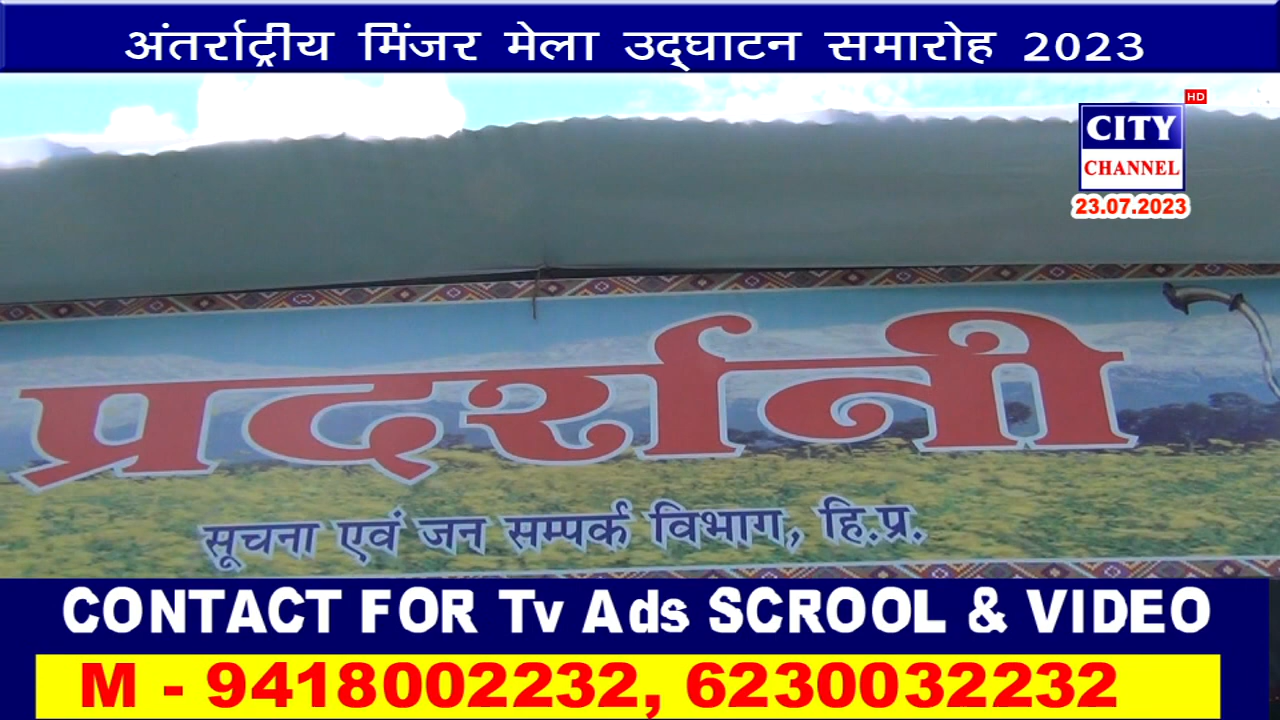 अंतर्राट्रीय मिंजर मेला उद्घाटन समारोह 2023
HD
CITY
CHANNEL
23.07.2023
प्रदर्शनी
सूचना एवं जन सम्पर्क विभाग, हि.प्र.
CONTACT FOR Tv Ads SCROOL & VIDEO
M - 9418002232, 6230032232